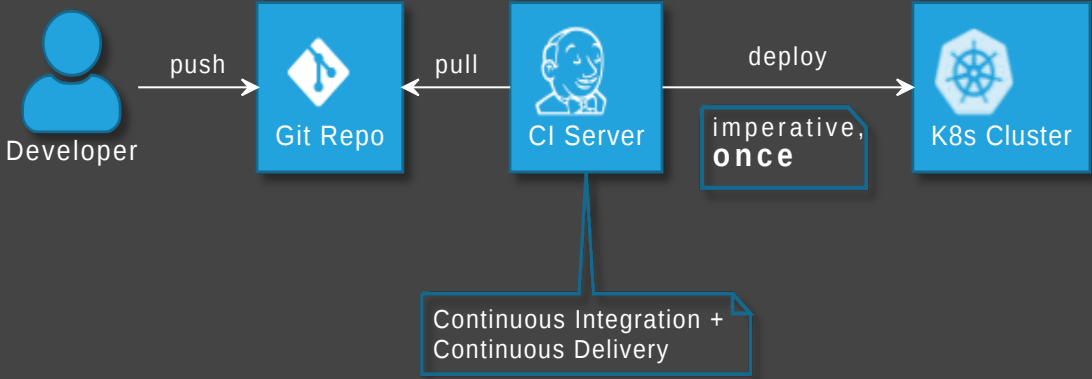 push
pull
deploy
Developer
Git Repo
CI Server
imperative,
once
K8s Cluster
Continuous Integration +
Continuous Delivery